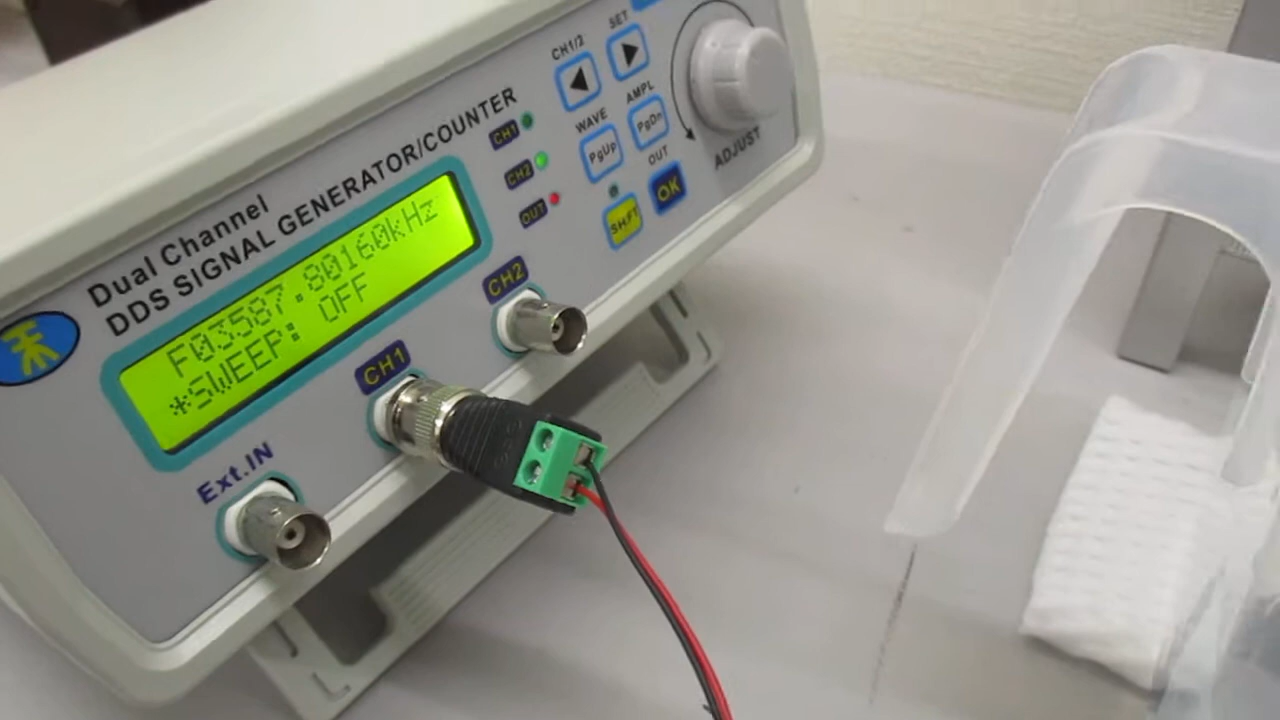 Dual Channel
DDS SIGNAL GENERATOR/COUNTER
F03587.80160kHz
*SWEEP: OFF
CH1
CH2
OUT
CH1/2
SET
WAVE
AMPL
PgUp
PgDn
OUT
SHIFT
OK
ADJUST
Ext.IN
CH1
CH2